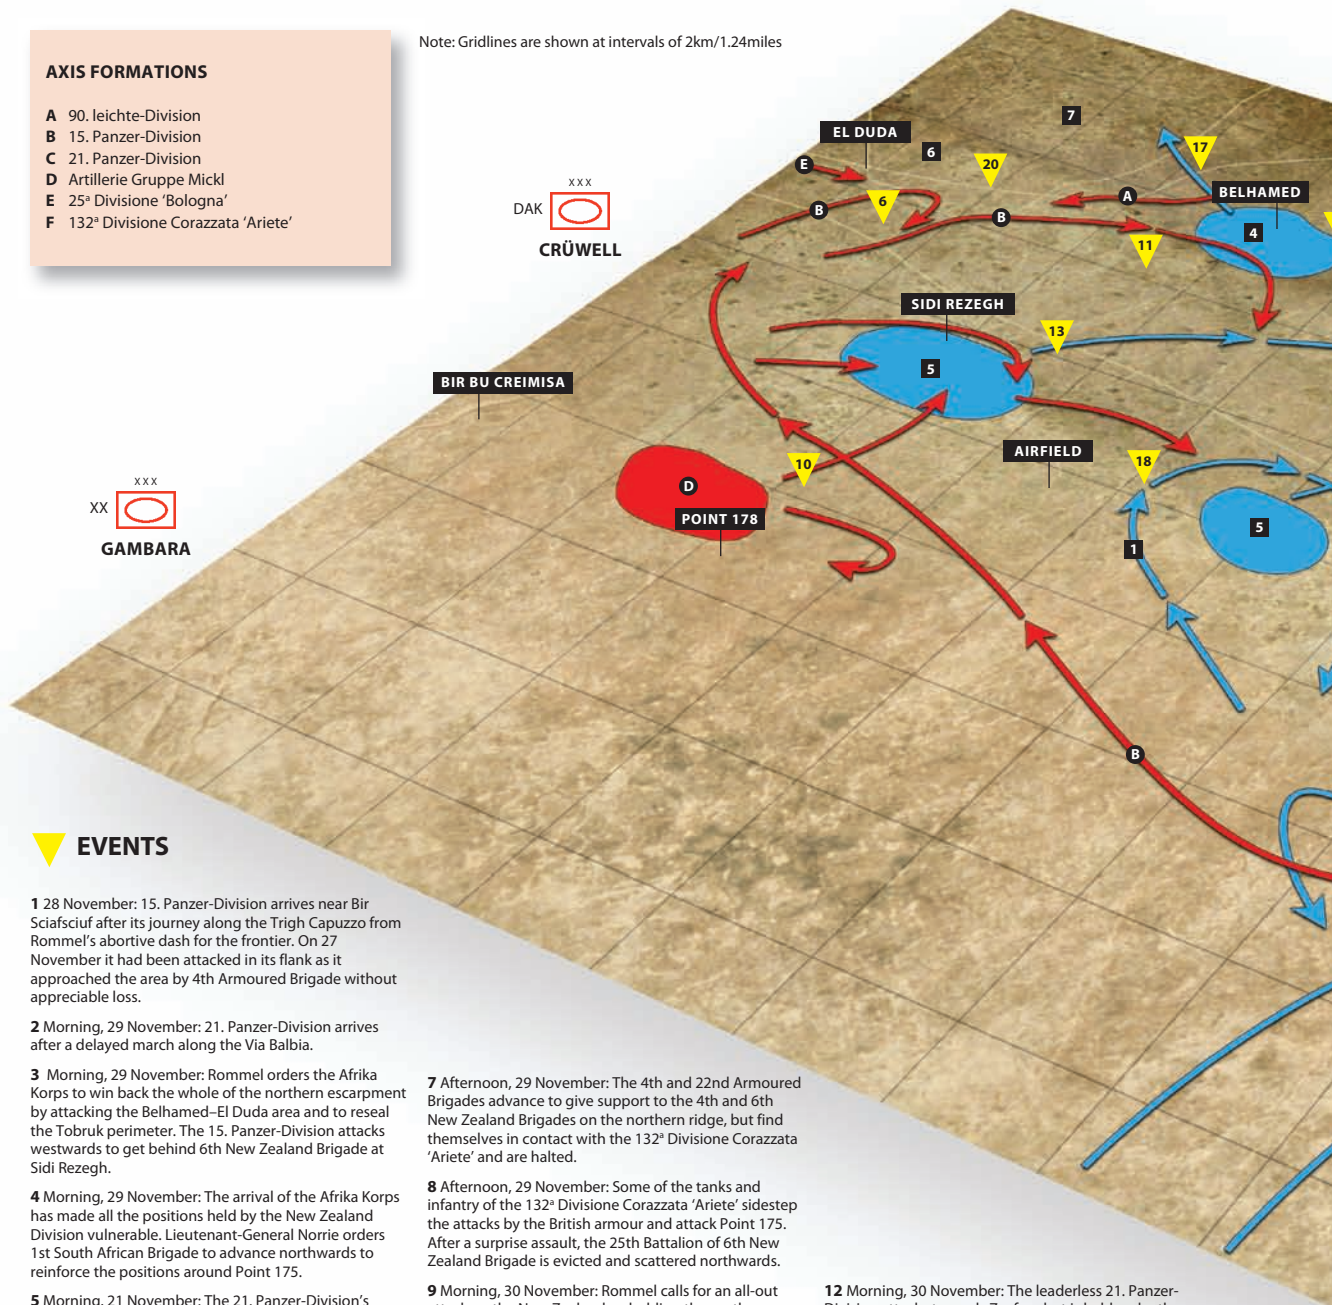 AXIS FORMATIONS
A 90. leichte-Division
B 15. Panzer-Division
C 21. Panzer-Division
D Artillerie Gruppe Mickl
E 25ª Divisione ‘Bologna’
F 132ª Divisione Corazzata ‘Ariete’
Note: Gridlines are shown at intervals of 2km/1.24miles
xxx
DAK
CRÜWELL
xxx
XX
GAMBARA
7
EL DUDA
6
17
E
20
BELHAMED
A
B
6
B
4
11
SIDI REZEGH
13
5
BIR BU CREIMISA
AIRFIELD
10
18
D
POINT 178
5
1
B
EVENTS
1 28 November: 15. Panzer-Division arrives near Bir
Sciafsciuf after its journey along the Trigh Capuzzo from
Rommel’s abortive dash for the frontier. On 27
November it had been attacked in its flank as it
approached the area by 4th Armoured Brigade without
appreciable loss.
2 Morning, 29 November: 21. Panzer-Division arrives
after a delayed march along the Via Balbia.
3 Morning, 29 November: Rommel orders the Afrika
Korps to win back the whole of the northern escarpment
by attacking the Belhamed–El Duda area and to reseal
the Tobruk perimeter. The 15. Panzer-Division attacks
westwards to get behind 6th New Zealand Brigade at
Sidi Rezegh.
4 Morning, 29 November: The arrival of the Afrika Korps
has made all the positions held by the New Zealand
Division vulnerable. Lieutenant-General Norrie orders
1st South African Brigade to advance northwards to
reinforce the positions around Point 175.
5 Morning, 21 November: The 21. Panzer-Division’s
7 Afternoon, 29 November: The 4th and 22nd Armoured
Brigades advance to give support to the 4th and 6th
New Zealand Brigades on the northern ridge, but find
themselves in contact with the 132ª Divisione Corazzata
‘Ariete’ and are halted.
8 Afternoon, 29 November: Some of the tanks and
infantry of the 132ª Divisione Corazzata ‘Ariete’ sidestep
the attacks by the British armour and attack Point 175.
After a surprise assault, the 25th Battalion of 6th New
Zealand Brigade is evicted and scattered northwards.
9 Morning, 30 November: Rommel calls for an all-out
12 Morning, 30 November: The leaderless 21. Panzer-